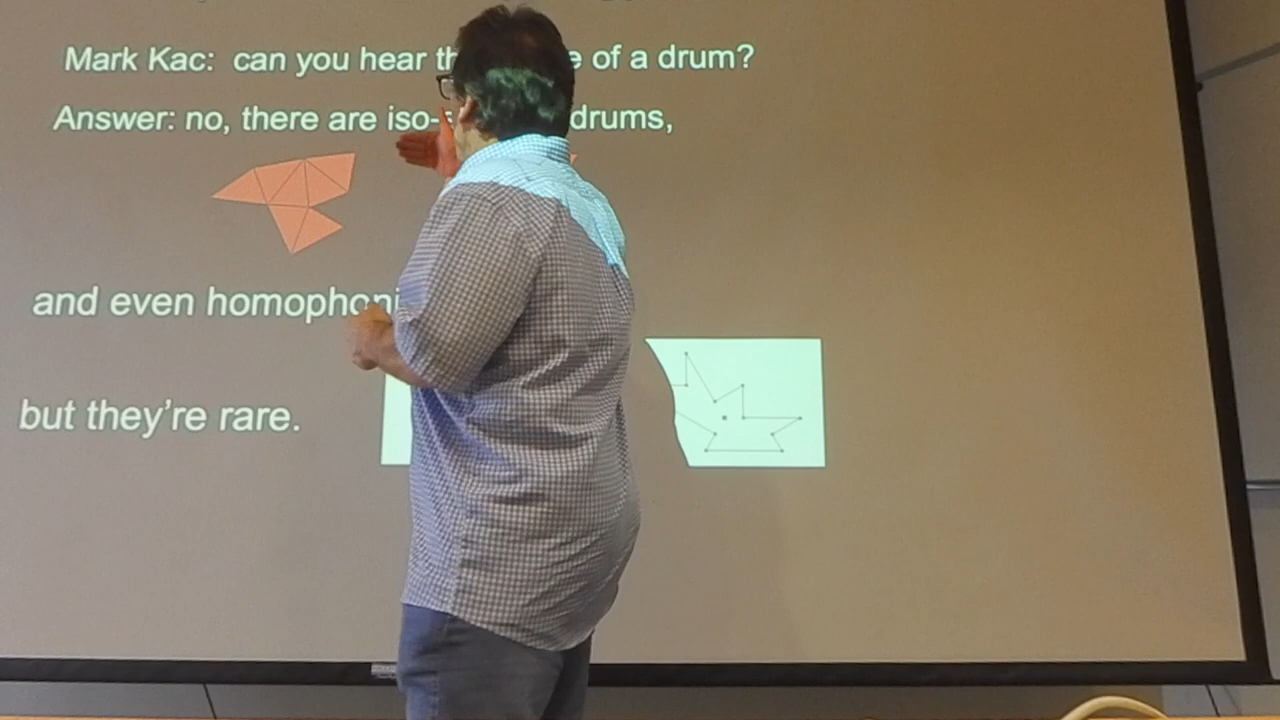 Mark Kac: can you hear th e of a drum?
Answer: no, there are iso- drums,
and even homophoni
but they're rare.